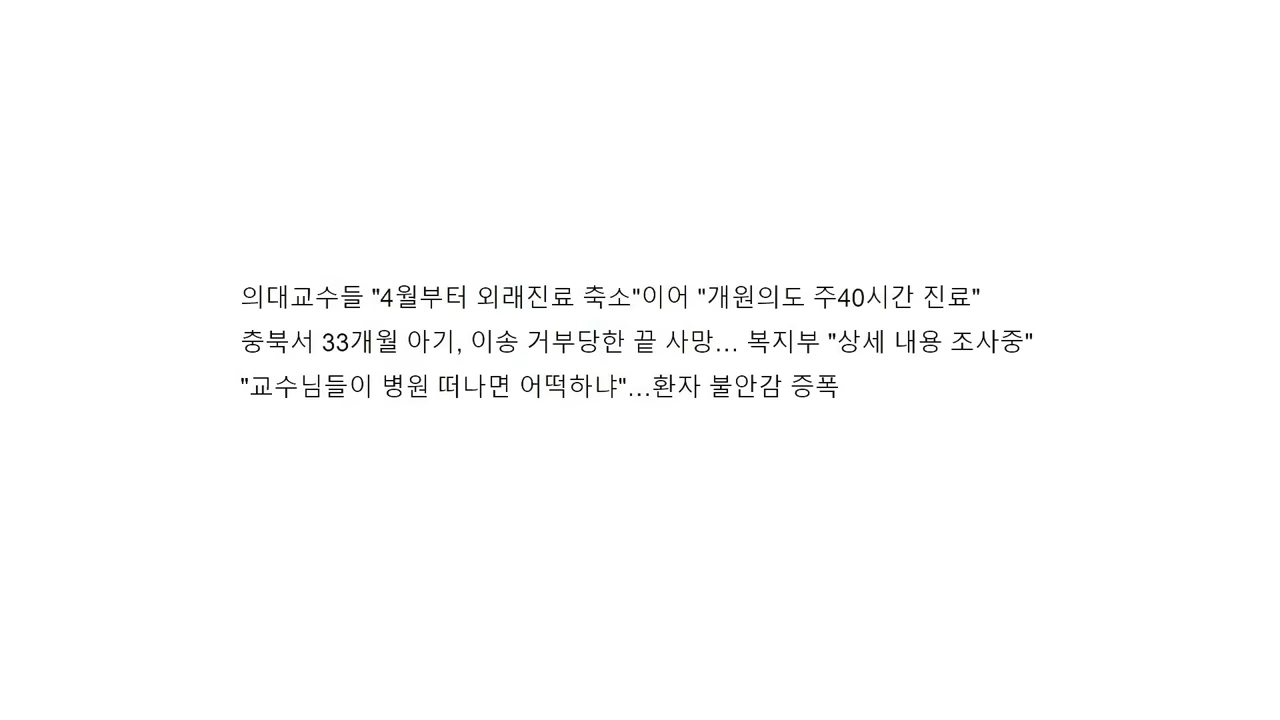 의대교수들 "4월부터 외래진료 축소"이어 "개원의도 주40시간 진료"
충북서 33개월 아기, 이송 거부당한 끝 사망... 복지부 "상세 내용 조사중"
"교수님들이 병원 떠나면 어떡하냐"...환자 불안감 증폭